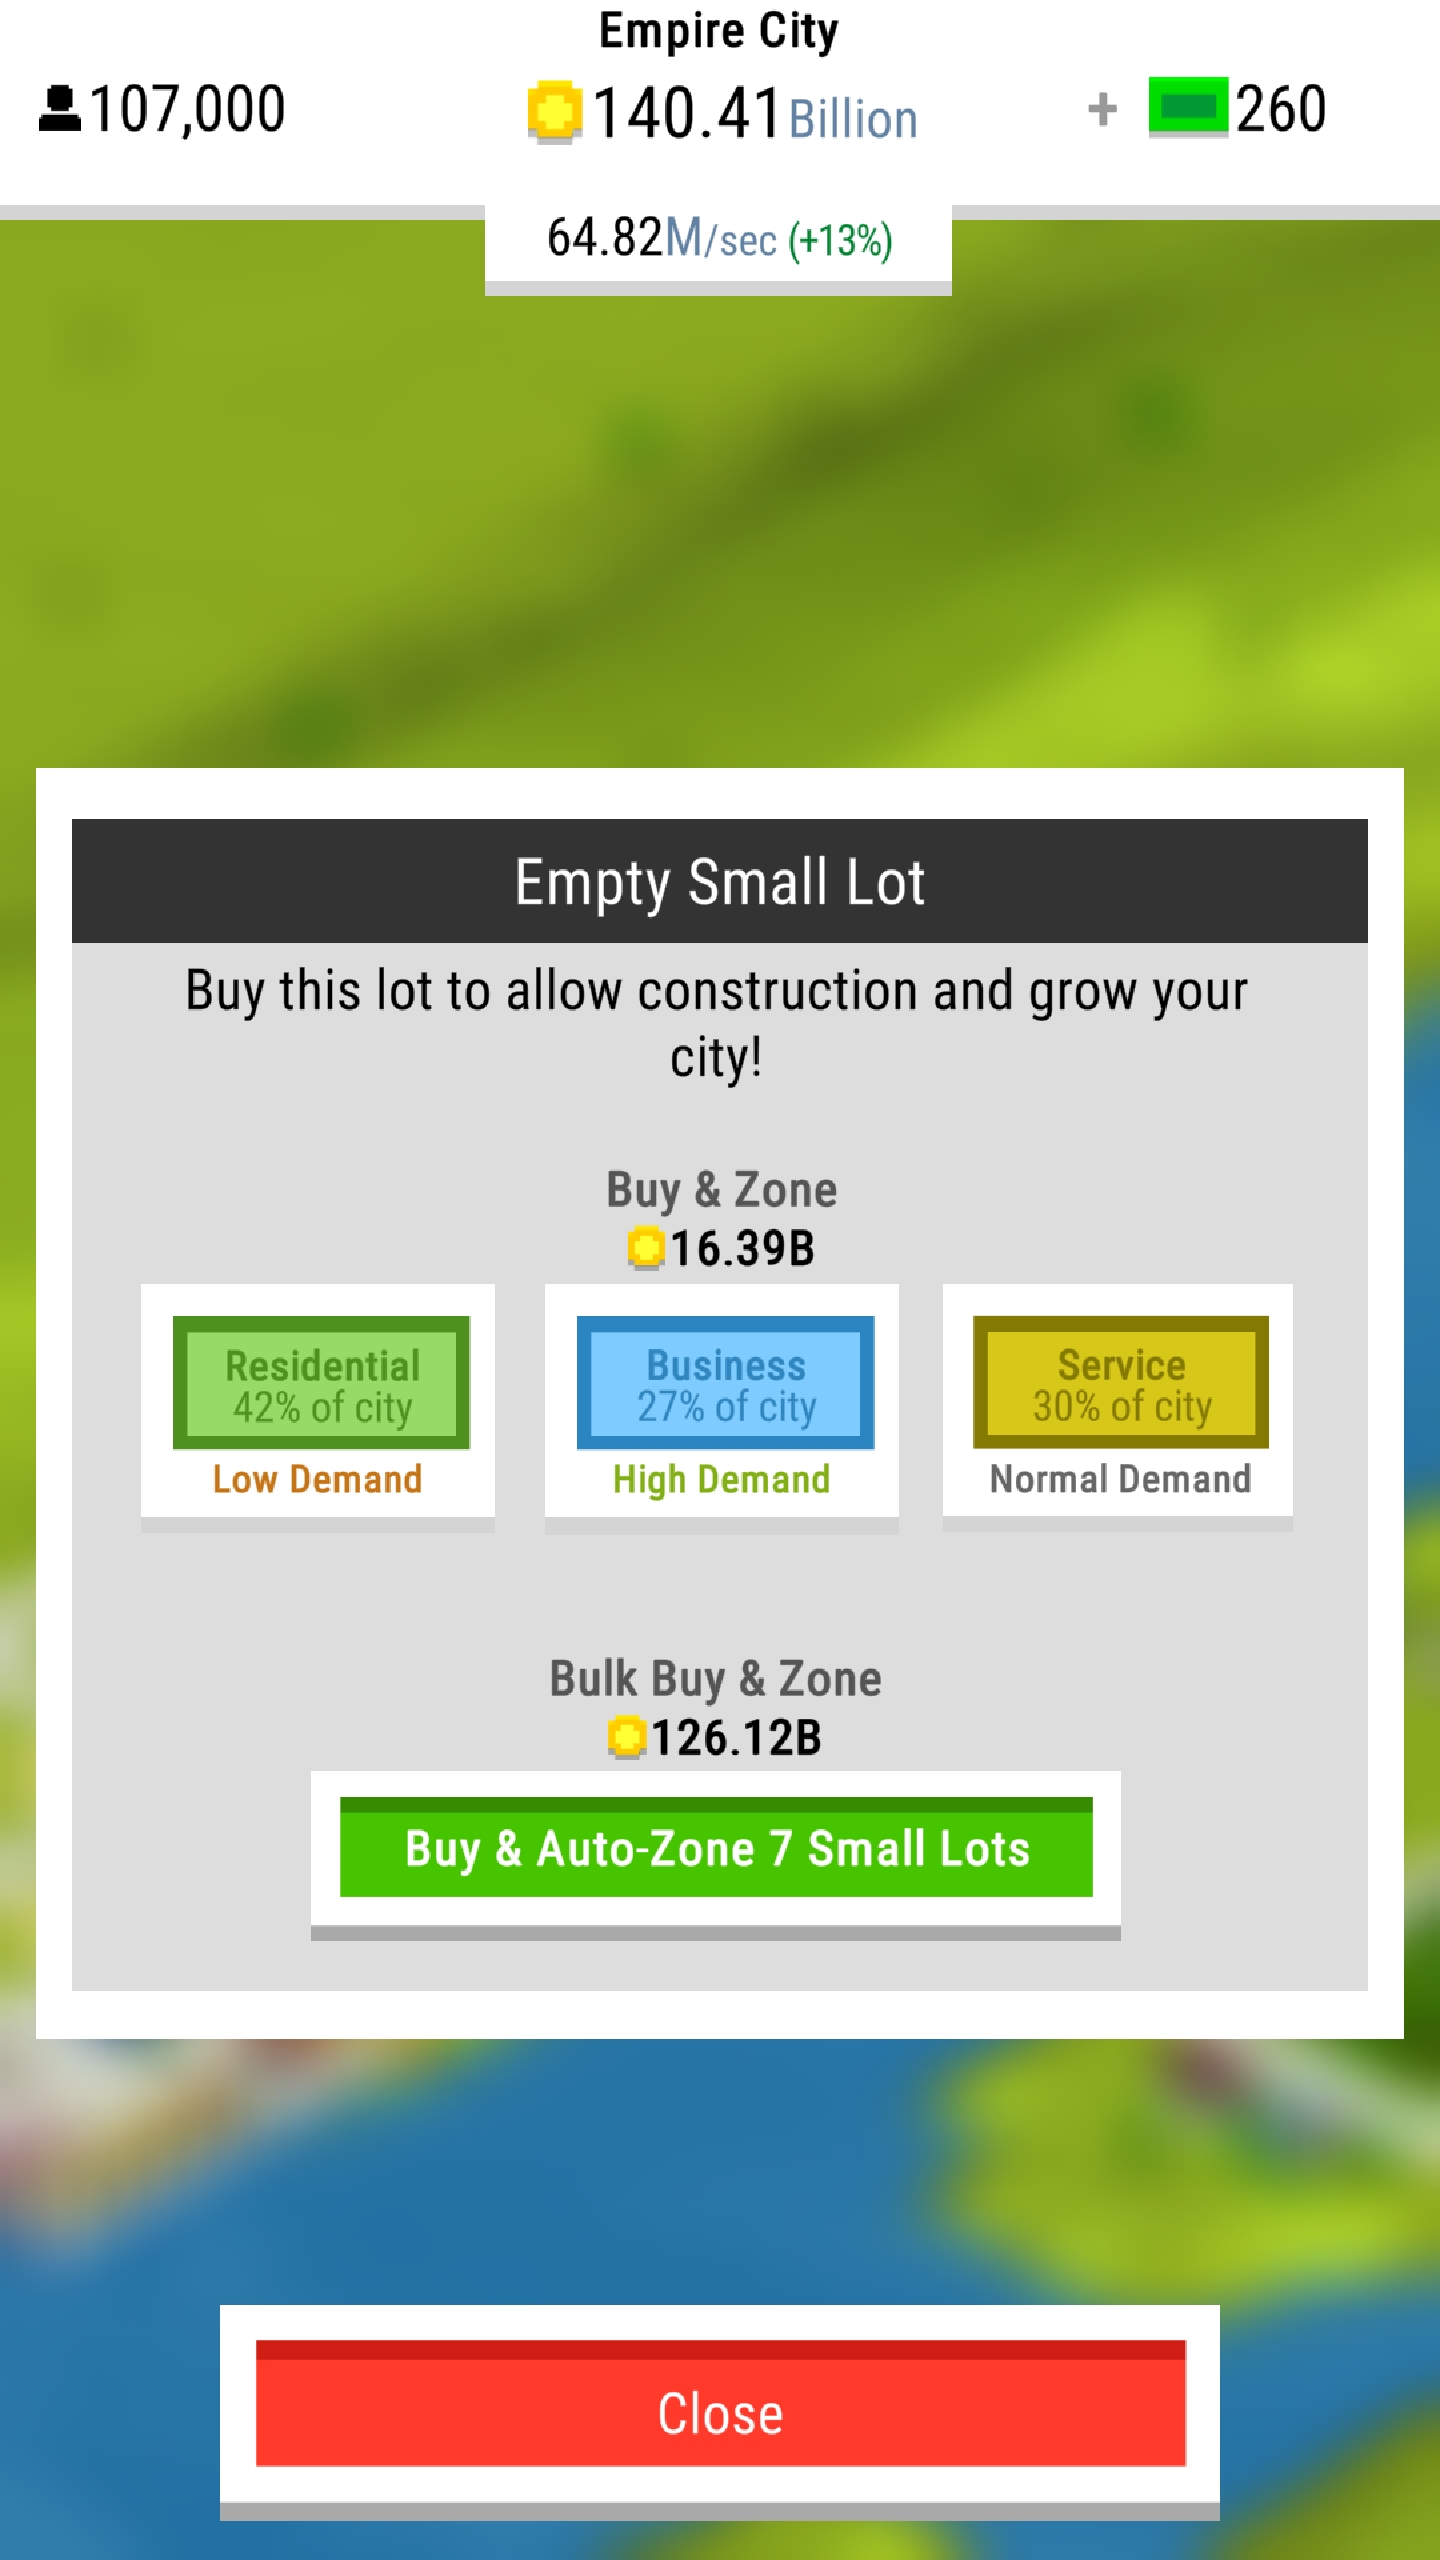 Empire City
107,000
140.41 Billion
+ 260
64.82M/sec (+13%)
Empty Small Lot
Buy this lot to allow construction and grow your
city!
Buy & Zone
16.39B
Residential
42% of city
Low Demand
Business
27% of city
High Demand
Service
30% of city
Normal Demand
Bulk Buy & Zone
126.12B
Buy & Auto-Zone 7 Small Lots
Close